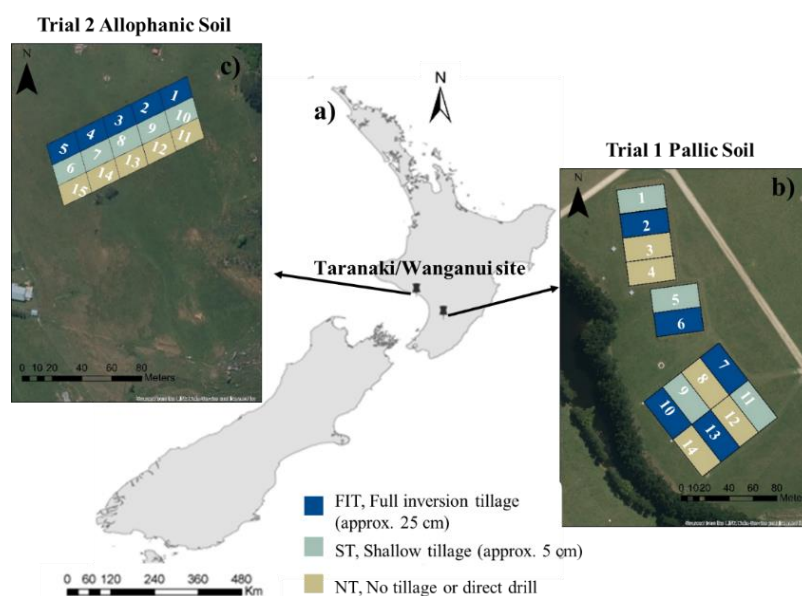 Trial 2 Allophanic Soil
N
c)
1
2
3
4
5
10
9
8
7
6
11
12
13
14
15
0 10 20 40 60 80
Meters
a)
N
Taranaki/Wanganui site
Trial 1 Pallic Soil
b)
N
1
2
3
4
5
6
7
8
9
10
11
12
13
14
0 10 20 40 60 80
Mete
FIT, Full inversion tillage
(approx. 25 cm)
ST, Shallow tillage (approx. 5 cm)
NT, No tillage or direct drill
0 60 120 240 360 480
Km